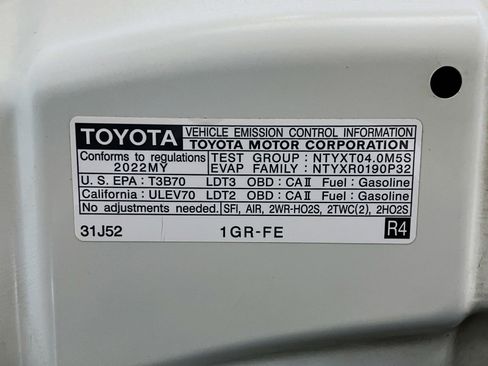 TOYOTA VEHICLE EMISSION CONTROL INFORMATION
TOYOTA MOTOR CORPORATION
Conforms to regulations TEST GROUP : NTYXT04.0M5S
2022MY EVAP FAMILY : NTYXR0190P32
U.S. EPA : T3B70 LDT3 OBD : CAⅡ Fuel : Gasoline
California : ULEV70 LDT2 OBD : CAⅡ Fuel : Gasoline
No adjustments needed. SFI, AIR, 2WR-HO2S, 2TWC(2), 2HO2S
31J52 1GR-FE R4